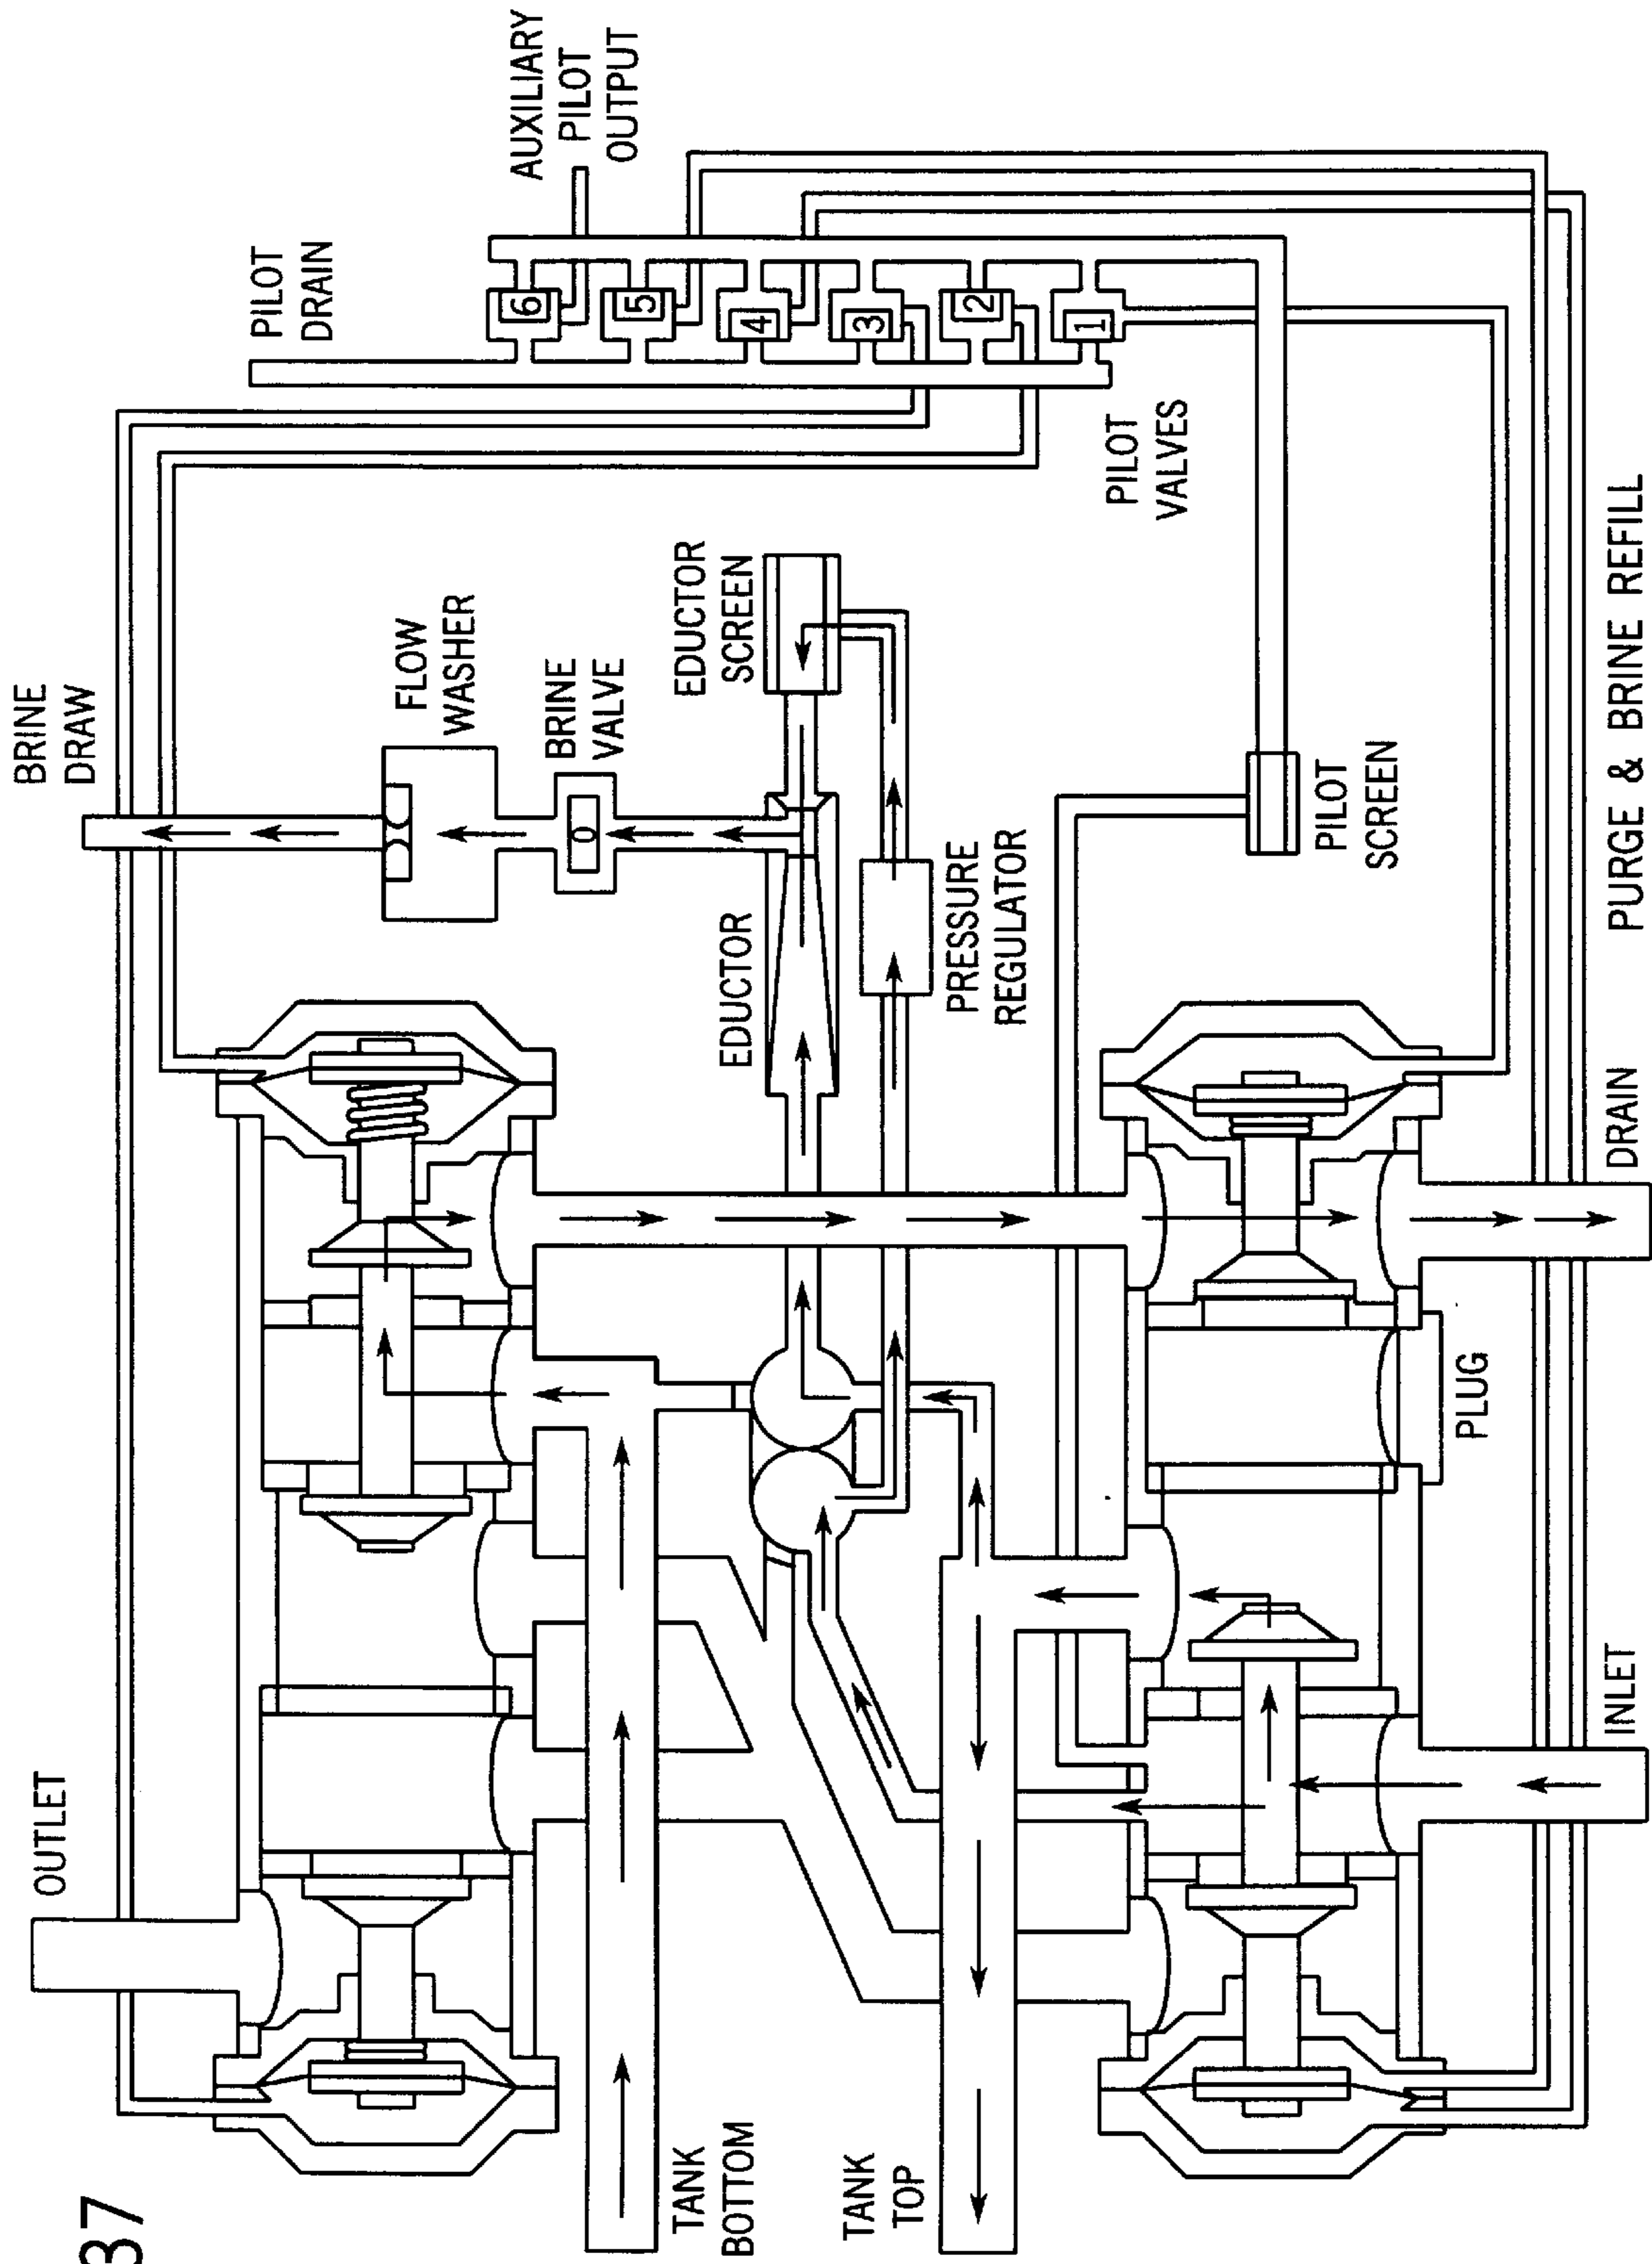 37
OUTLET
BRINE
DRAW
PILOT
DRAIN
AUXILIARY
PILOT
OUTPUT
FLOW
WASHER
BRINE
VALVE
0
6
5
4
3
2
1
EDUCTOR
EDUCTOR
SCREEN
PRESSURE
REGULATOR
PILOT
VALVES
PILOT
SCREEN
TANK
BOTTOM
TANK
TOP
PLUG
INLET
DRAIN
PURGE & BRINE REFILL